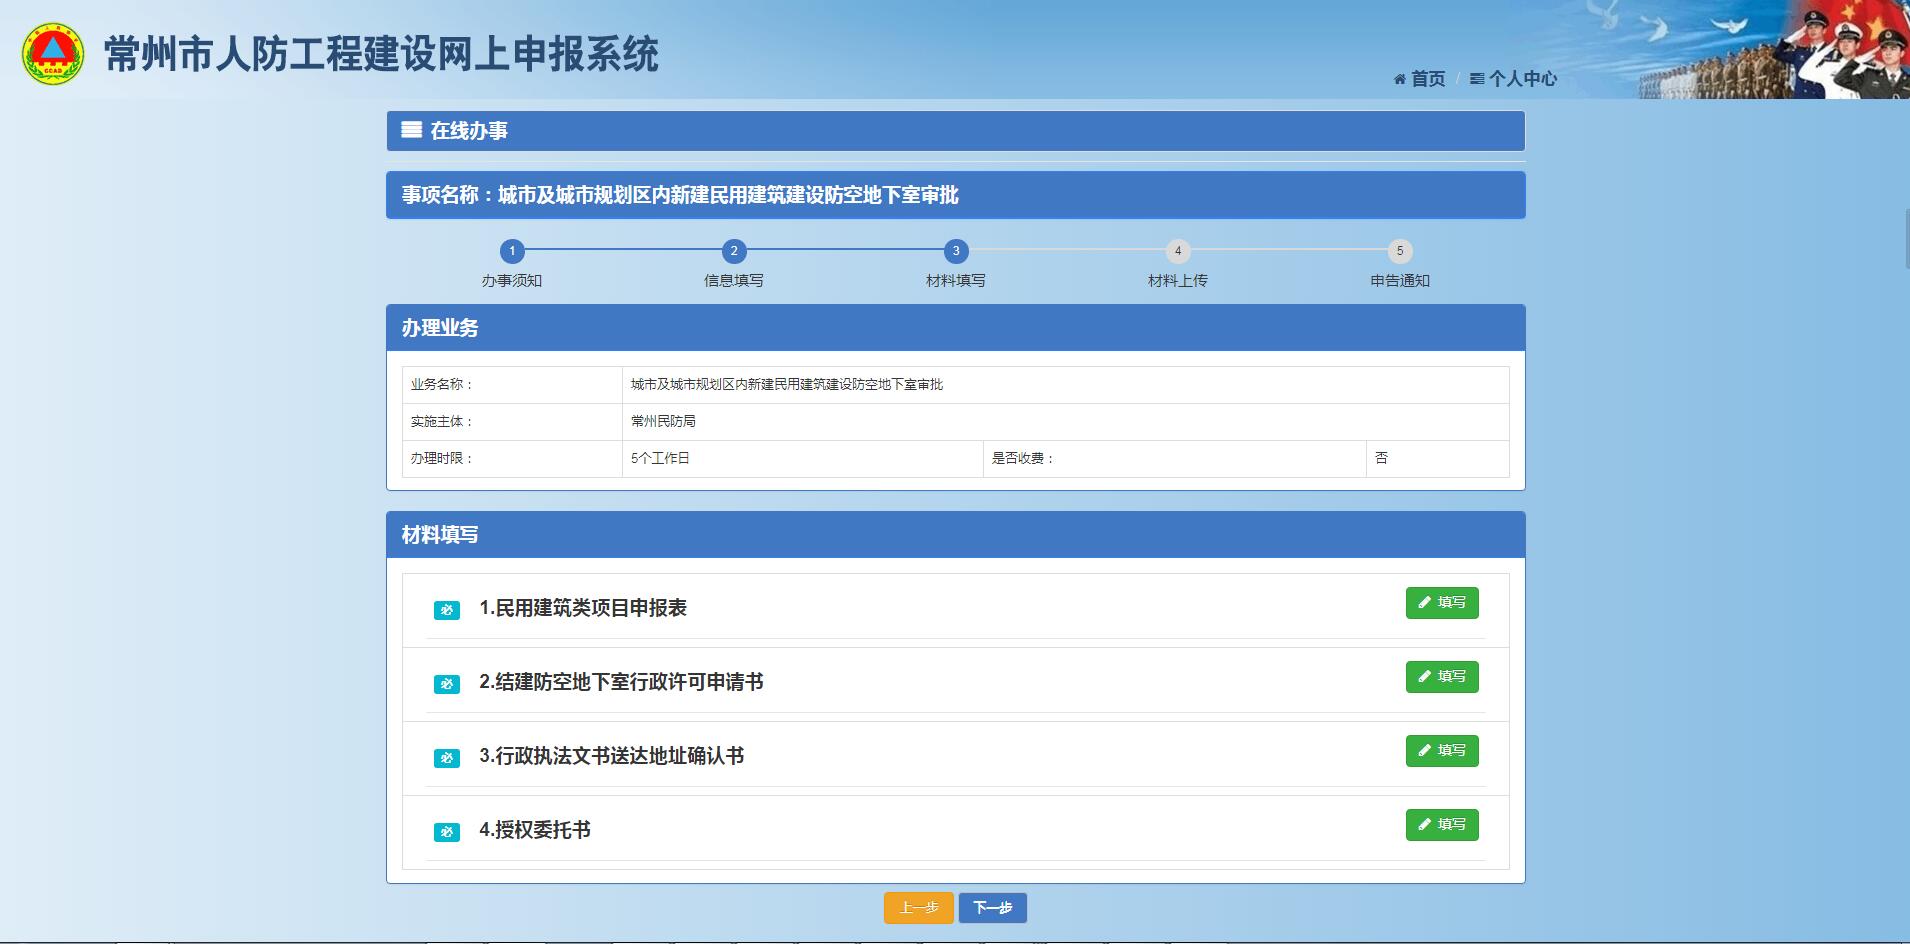 常州市人防工程建设网上申报系统
首页 / 个人中心
在线办事
事项名称：城市及城市规划区内新建民用建筑建设防空地下室审批
1 2 3 4 5
办事须知 信息填写 材料填写 材料上传 申告通知
办理业务
业务名称： 城市及城市规划区内新建民用建筑建设防空地下室审批
实施主体： 常州民防局
办理时限： 5个工作日 是否收费： 否
材料填写
必 1.民用建筑类项目申报表 填写
必 2.结建防空地下室行政许可申请书 填写
必 3.行政执法文书送达地址确认书 填写
必 4.授权委托书 填写
上一步 下一步